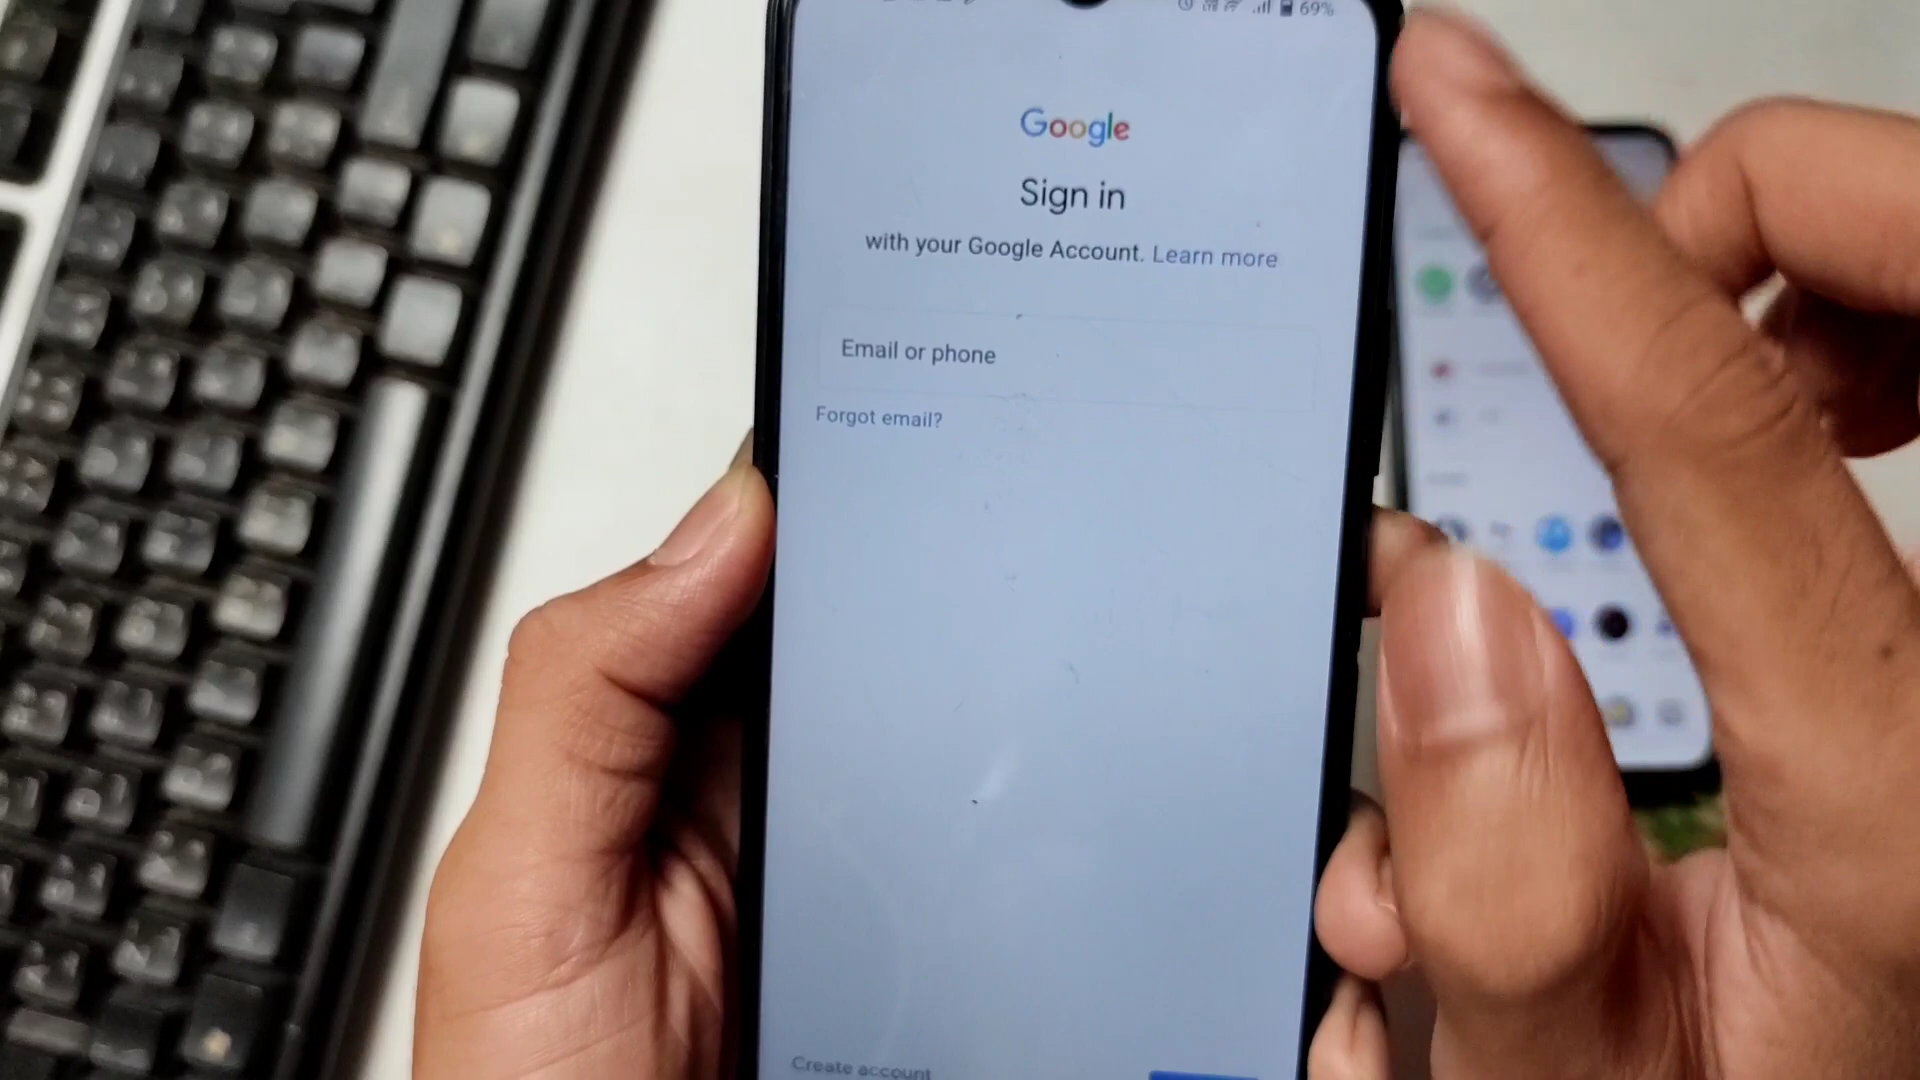 69%
Google
Sign in
with your Google Account. Learn more
Email or phone
Forgot email?
Create account